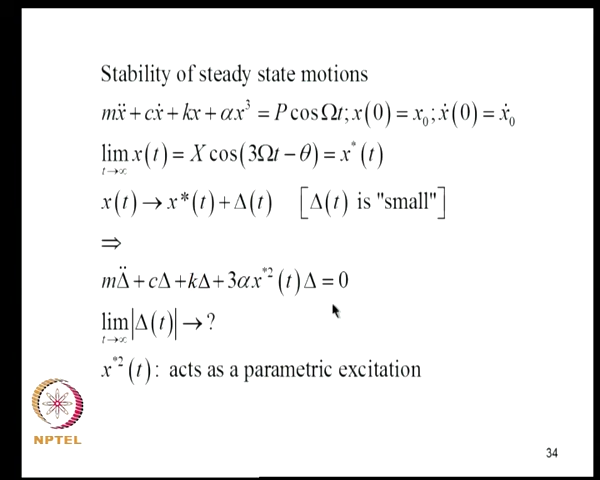 Stability of steady state motions
mẍ + cẋ + kx + αx³ = P cos Ωt; x(0) = x₀; ẋ(0) = ẋ₀
lim t→∞ x(t) = X cos(3Ωt − θ) = x*(t)
x(t) → x*(t) + Δ(t) [Δ(t) is "small"]
⇒
mΔ̈ + cΔ + kΔ + 3αx*²(t)Δ = 0
lim t→∞ |Δ(t)| → ?
x*²(t): acts as a parametric excitation
NPTEL
34